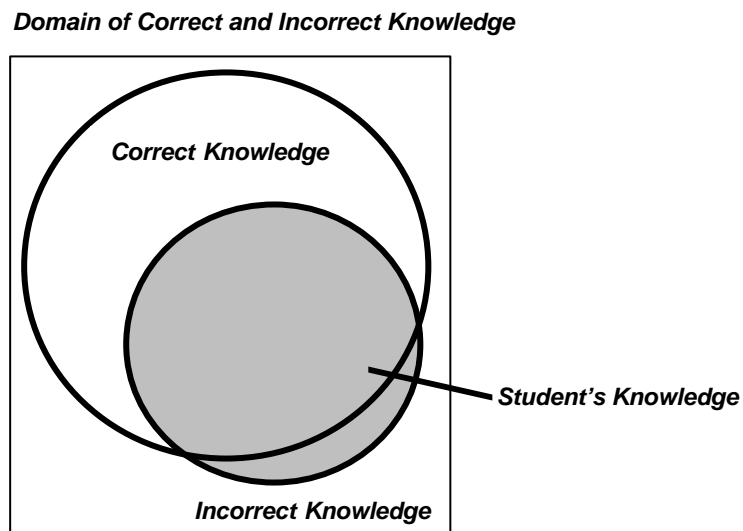 Domain of Correct and Incorrect Knowledge
Correct Knowledge
Student’s Knowledge
Incorrect Knowledge